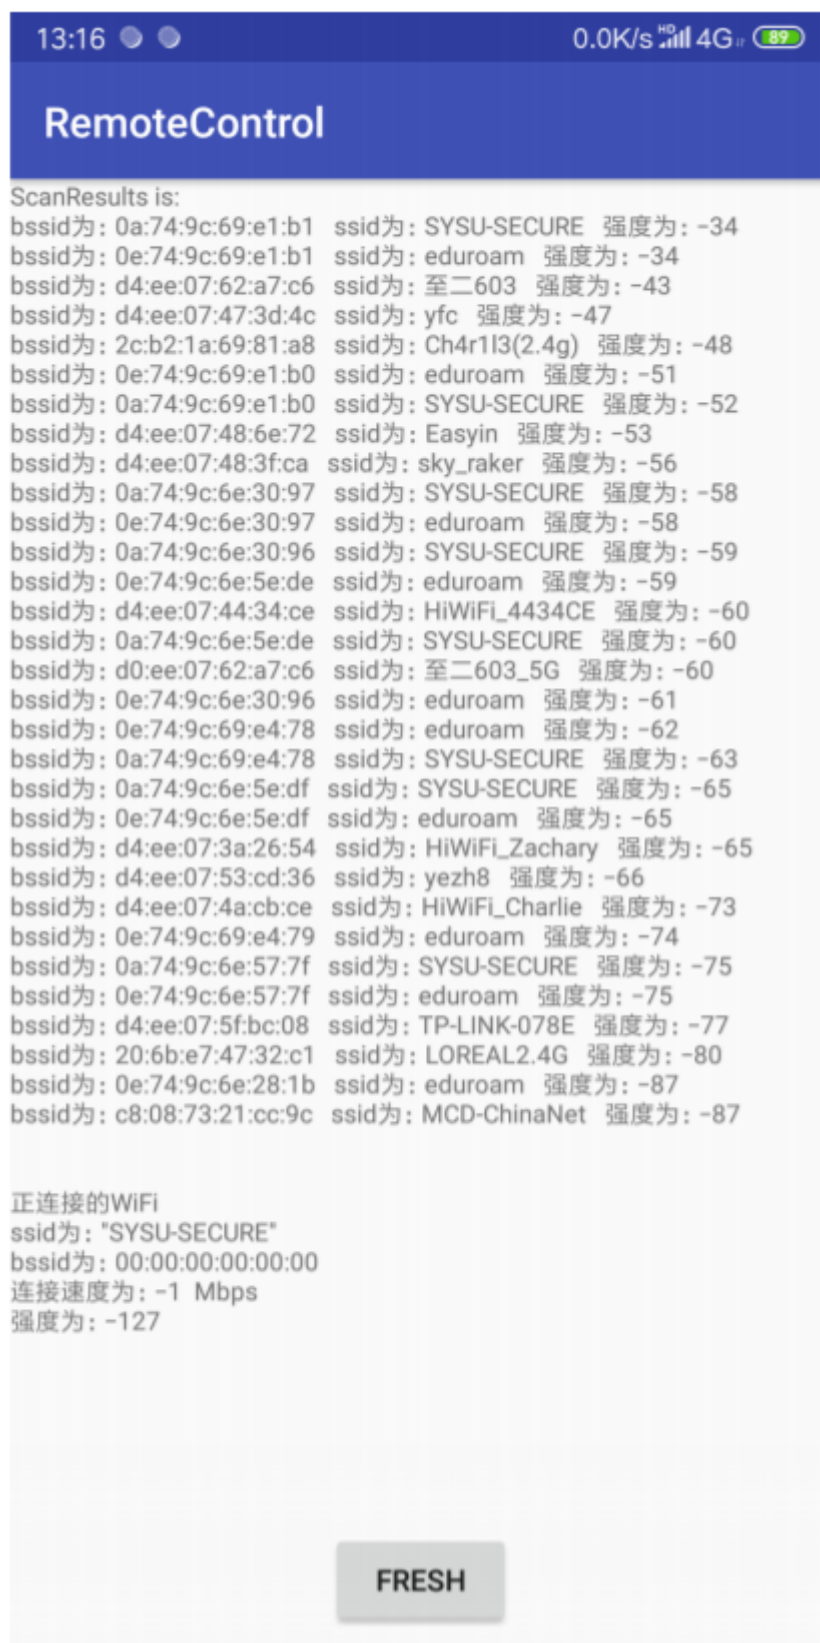 13:16 0.0K/s HD 4G 89
RemoteControl
ScanResults is:
bssid为: 0a:74:9c:69:e1:b1 ssid为: SYSU-SECURE 强度为: -34
bssid为: 0e:74:9c:69:e1:b1 ssid为: eduroam 强度为: -34
bssid为: d4:ee:07:62:a7:c6 ssid为: 至二603 强度为: -43
bssid为: d4:ee:07:47:3d:4c ssid为: yfc 强度为: -47
bssid为: 2c:b2:1a:69:81:a8 ssid为: Ch4r1l3(2.4g) 强度为: -48
bssid为: 0e:74:9c:69:e1:b0 ssid为: eduroam 强度为: -51
bssid为: 0a:74:9c:69:e1:b0 ssid为: SYSU-SECURE 强度为: -52
bssid为: d4:ee:07:48:6e:72 ssid为: Easyin 强度为: -53
bssid为: d4:ee:07:48:3f:ca ssid为: sky_raker 强度为: -56
bssid为: 0a:74:9c:6e:30:97 ssid为: SYSU-SECURE 强度为: -58
bssid为: 0e:74:9c:6e:30:97 ssid为: eduroam 强度为: -58
bssid为: 0a:74:9c:6e:30:96 ssid为: SYSU-SECURE 强度为: -59
bssid为: 0e:74:9c:6e:5e:de ssid为: eduroam 强度为: -59
bssid为: d4:ee:07:44:34:ce ssid为: HiWiFi_4434CE 强度为: -60
bssid为: 0a:74:9c:6e:5e:de ssid为: SYSU-SECURE 强度为: -60
bssid为: d0:ee:07:62:a7:c6 ssid为: 至二603_5G 强度为: -60
bssid为: 0e:74:9c:6e:30:96 ssid为: eduroam 强度为: -61
bssid为: 0e:74:9c:69:e4:78 ssid为: eduroam 强度为: -62
bssid为: 0a:74:9c:69:e4:78 ssid为: SYSU-SECURE 强度为: -63
bssid为: 0a:74:9c:6e:5e:df ssid为: SYSU-SECURE 强度为: -65
bssid为: 0e:74:9c:6e:5e:df ssid为: eduroam 强度为: -65
bssid为: d4:ee:07:3a:26:54 ssid为: HiWiFi_Zachary 强度为: -65
bssid为: d4:ee:07:53:cd:36 ssid为: yezh8 强度为: -66
bssid为: d4:ee:07:4a:cb:ce ssid为: HiWiFi_Charlie 强度为: -73
bssid为: 0e:74:9c:69:e4:79 ssid为: eduroam 强度为: -74
bssid为: 0a:74:9c:6e:57:7f ssid为: SYSU-SECURE 强度为: -75
bssid为: 0e:74:9c:6e:57:7f ssid为: eduroam 强度为: -75
bssid为: d4:ee:07:5f:bc:08 ssid为: TP-LINK-078E 强度为: -77
bssid为: 20:6b:e7:47:32:c1 ssid为: LOREAL2.4G 强度为: -80
bssid为: 0e:74:9c:6e:28:1b ssid为: eduroam 强度为: -87
bssid为: c8:08:73:21:cc:9c ssid为: MCD-ChinaNet 强度为: -87
正连接的WiFi
ssid为: "SYSU-SECURE"
bssid为: 00:00:00:00:00:00
连接速度为: -1 Mbps
强度为: -127
FRESH